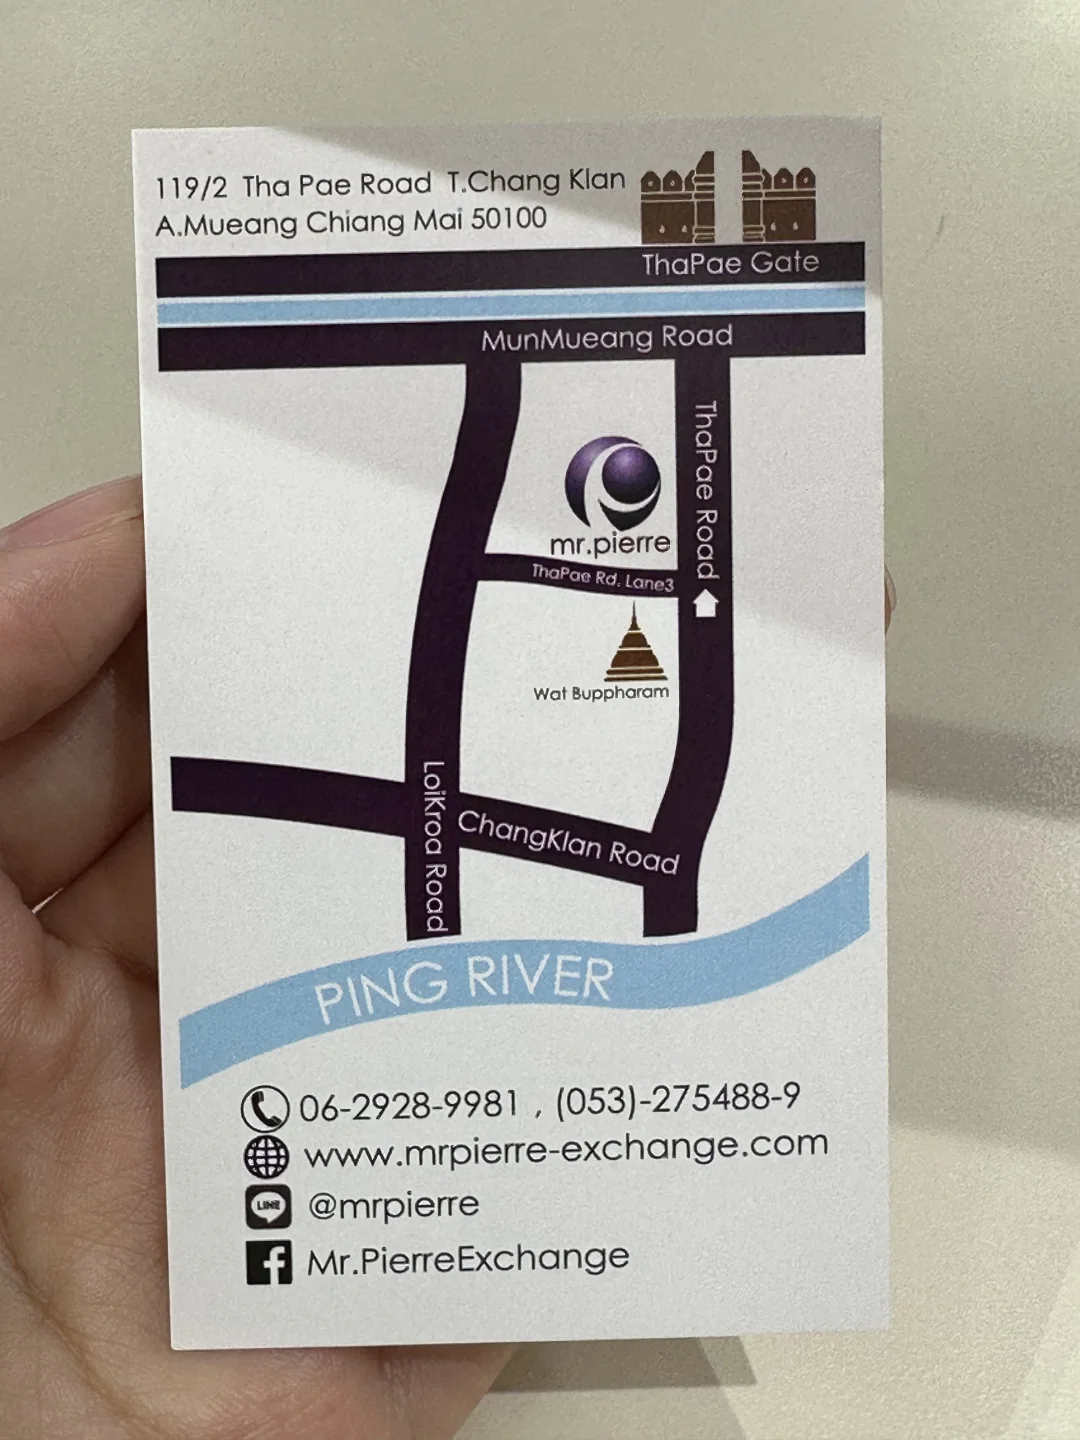 119/2 Tha Pae Road T.Chang Klan
A.Mueang Chiang Mai 50100
ThaPae Gate
MunMueang Road
ThaPae Road
mr.pierre
ThaPae Rd. Lane3
Wat Buppharam
LoiKroa Road
ChangKlan Road
PING RIVER
06-2928-9981 , (053)-275488-9
www.mrpierre-exchange.com
LINE @mrpierre
f Mr.PierreExchange